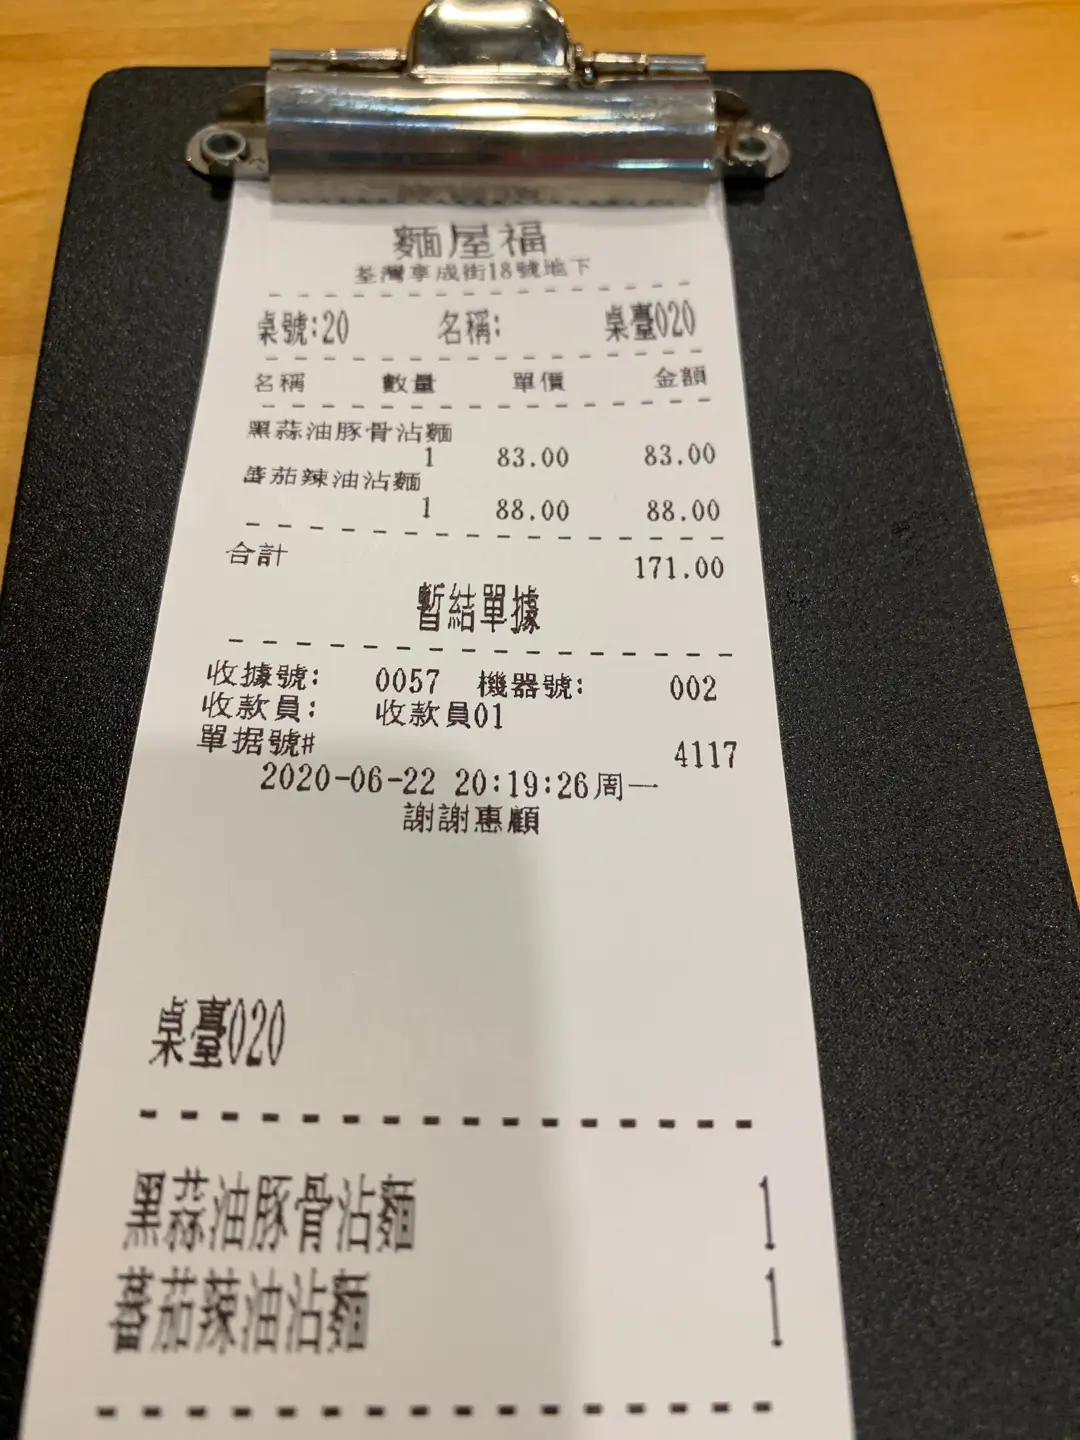 麵屋福
荃灣享成街18號地下
桌號:20 名稱: 桌臺020
名稱 數量 單價 金額
黑蒜油豚骨沾麵
1 83.00 83.00
蕃茄辣油沾麵
1 88.00 88.00
合計 171.00
暫結單據
收據號: 0057 機器號: 002
收款員: 收款員01
單据號# 4117
2020-06-22 20:19:26周一
謝謝惠顧
桌臺020
黑蒜油豚骨沾麵 1
蕃茄辣油沾麵 1